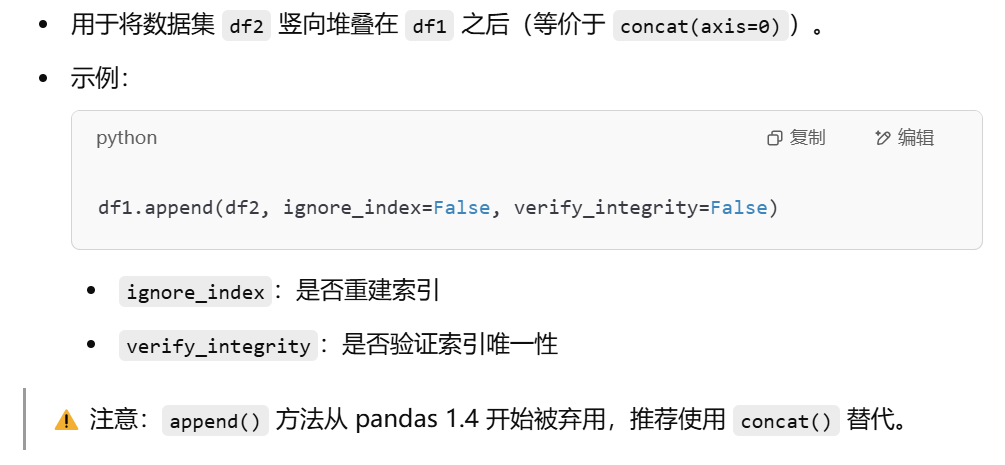 用于将数据集 df2 竖向堆叠在 df1 之后（等价于 concat(axis=0)）。
示例：
python 复制 编辑
df1.append(df2, ignore_index=False, verify_integrity=False)
ignore_index：是否重建索引
verify_integrity：是否验证索引唯一性
⚠️ 注意：append() 方法从 pandas 1.4 开始被弃用，推荐使用 concat() 替代。